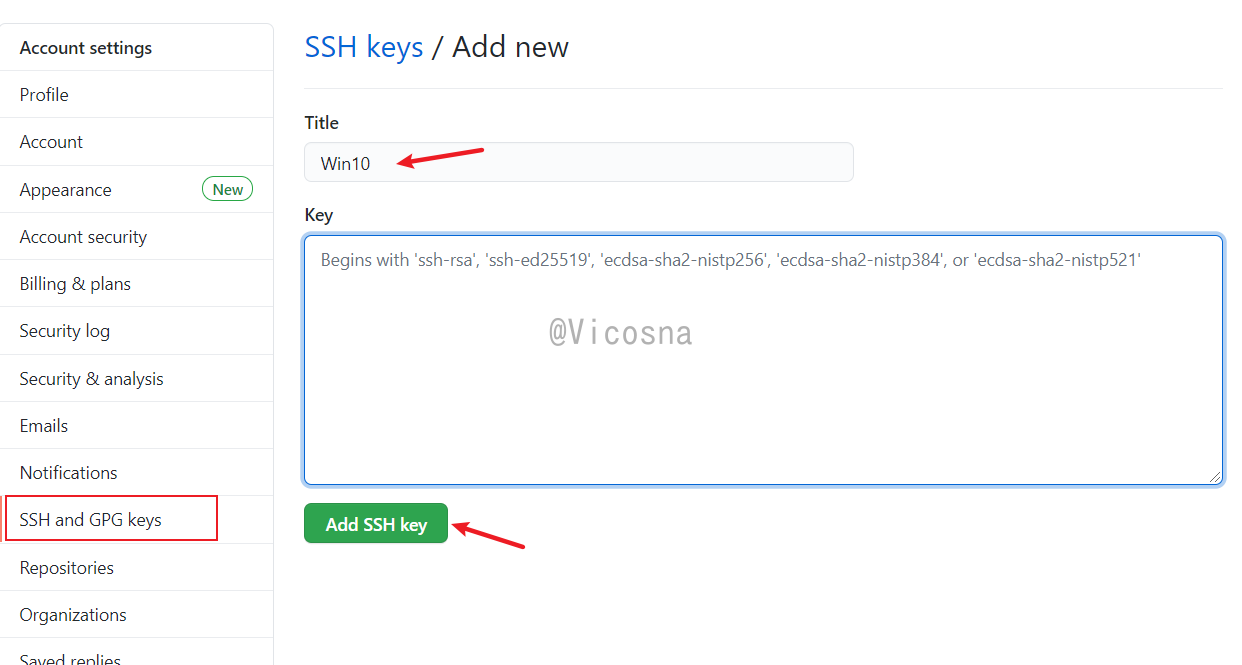 Account settings
Profile
Account
Appearance New
Account security
Billing & plans
Security log
Security & analysis
Emails
Notifications
SSH and GPG keys
Repositories
Organizations
Saved replies
SSH keys / Add new
Title
Win10
Key
Begins with 'ssh-rsa', 'ssh-ed25519', 'ecdsa-sha2-nistp256', 'ecdsa-sha2-nistp384', or 'ecdsa-sha2-nistp521'
@Vicosna
Add SSH key